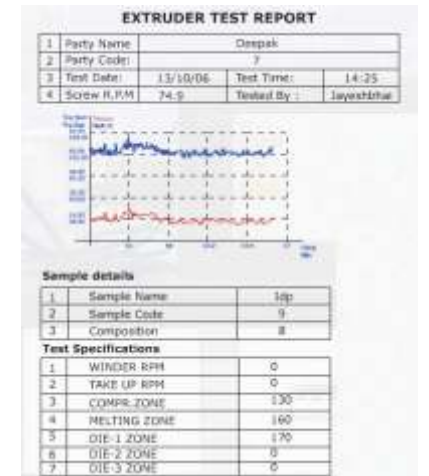 EXTRUDER TEST REPORT
1 Party Name Deepak
2 Party Code: 7
3 Test Date: 13/10/06 Test Time: 14:25
4 Screw R.P.M 74.9 Tested By : Jayeshbhai
Sample details
1 Sample Name ldp
2 Sample Code 9
3 Composition 8
Test Specifications
1 WINDER RPM 0
2 TAKE UP RPM 0
3 COMPR.ZONE 130
4 MELTING ZONE 160
5 DIE-1 ZONE 170
6 DIE-2 ZONE 0
7 DIE-3 ZONE 0